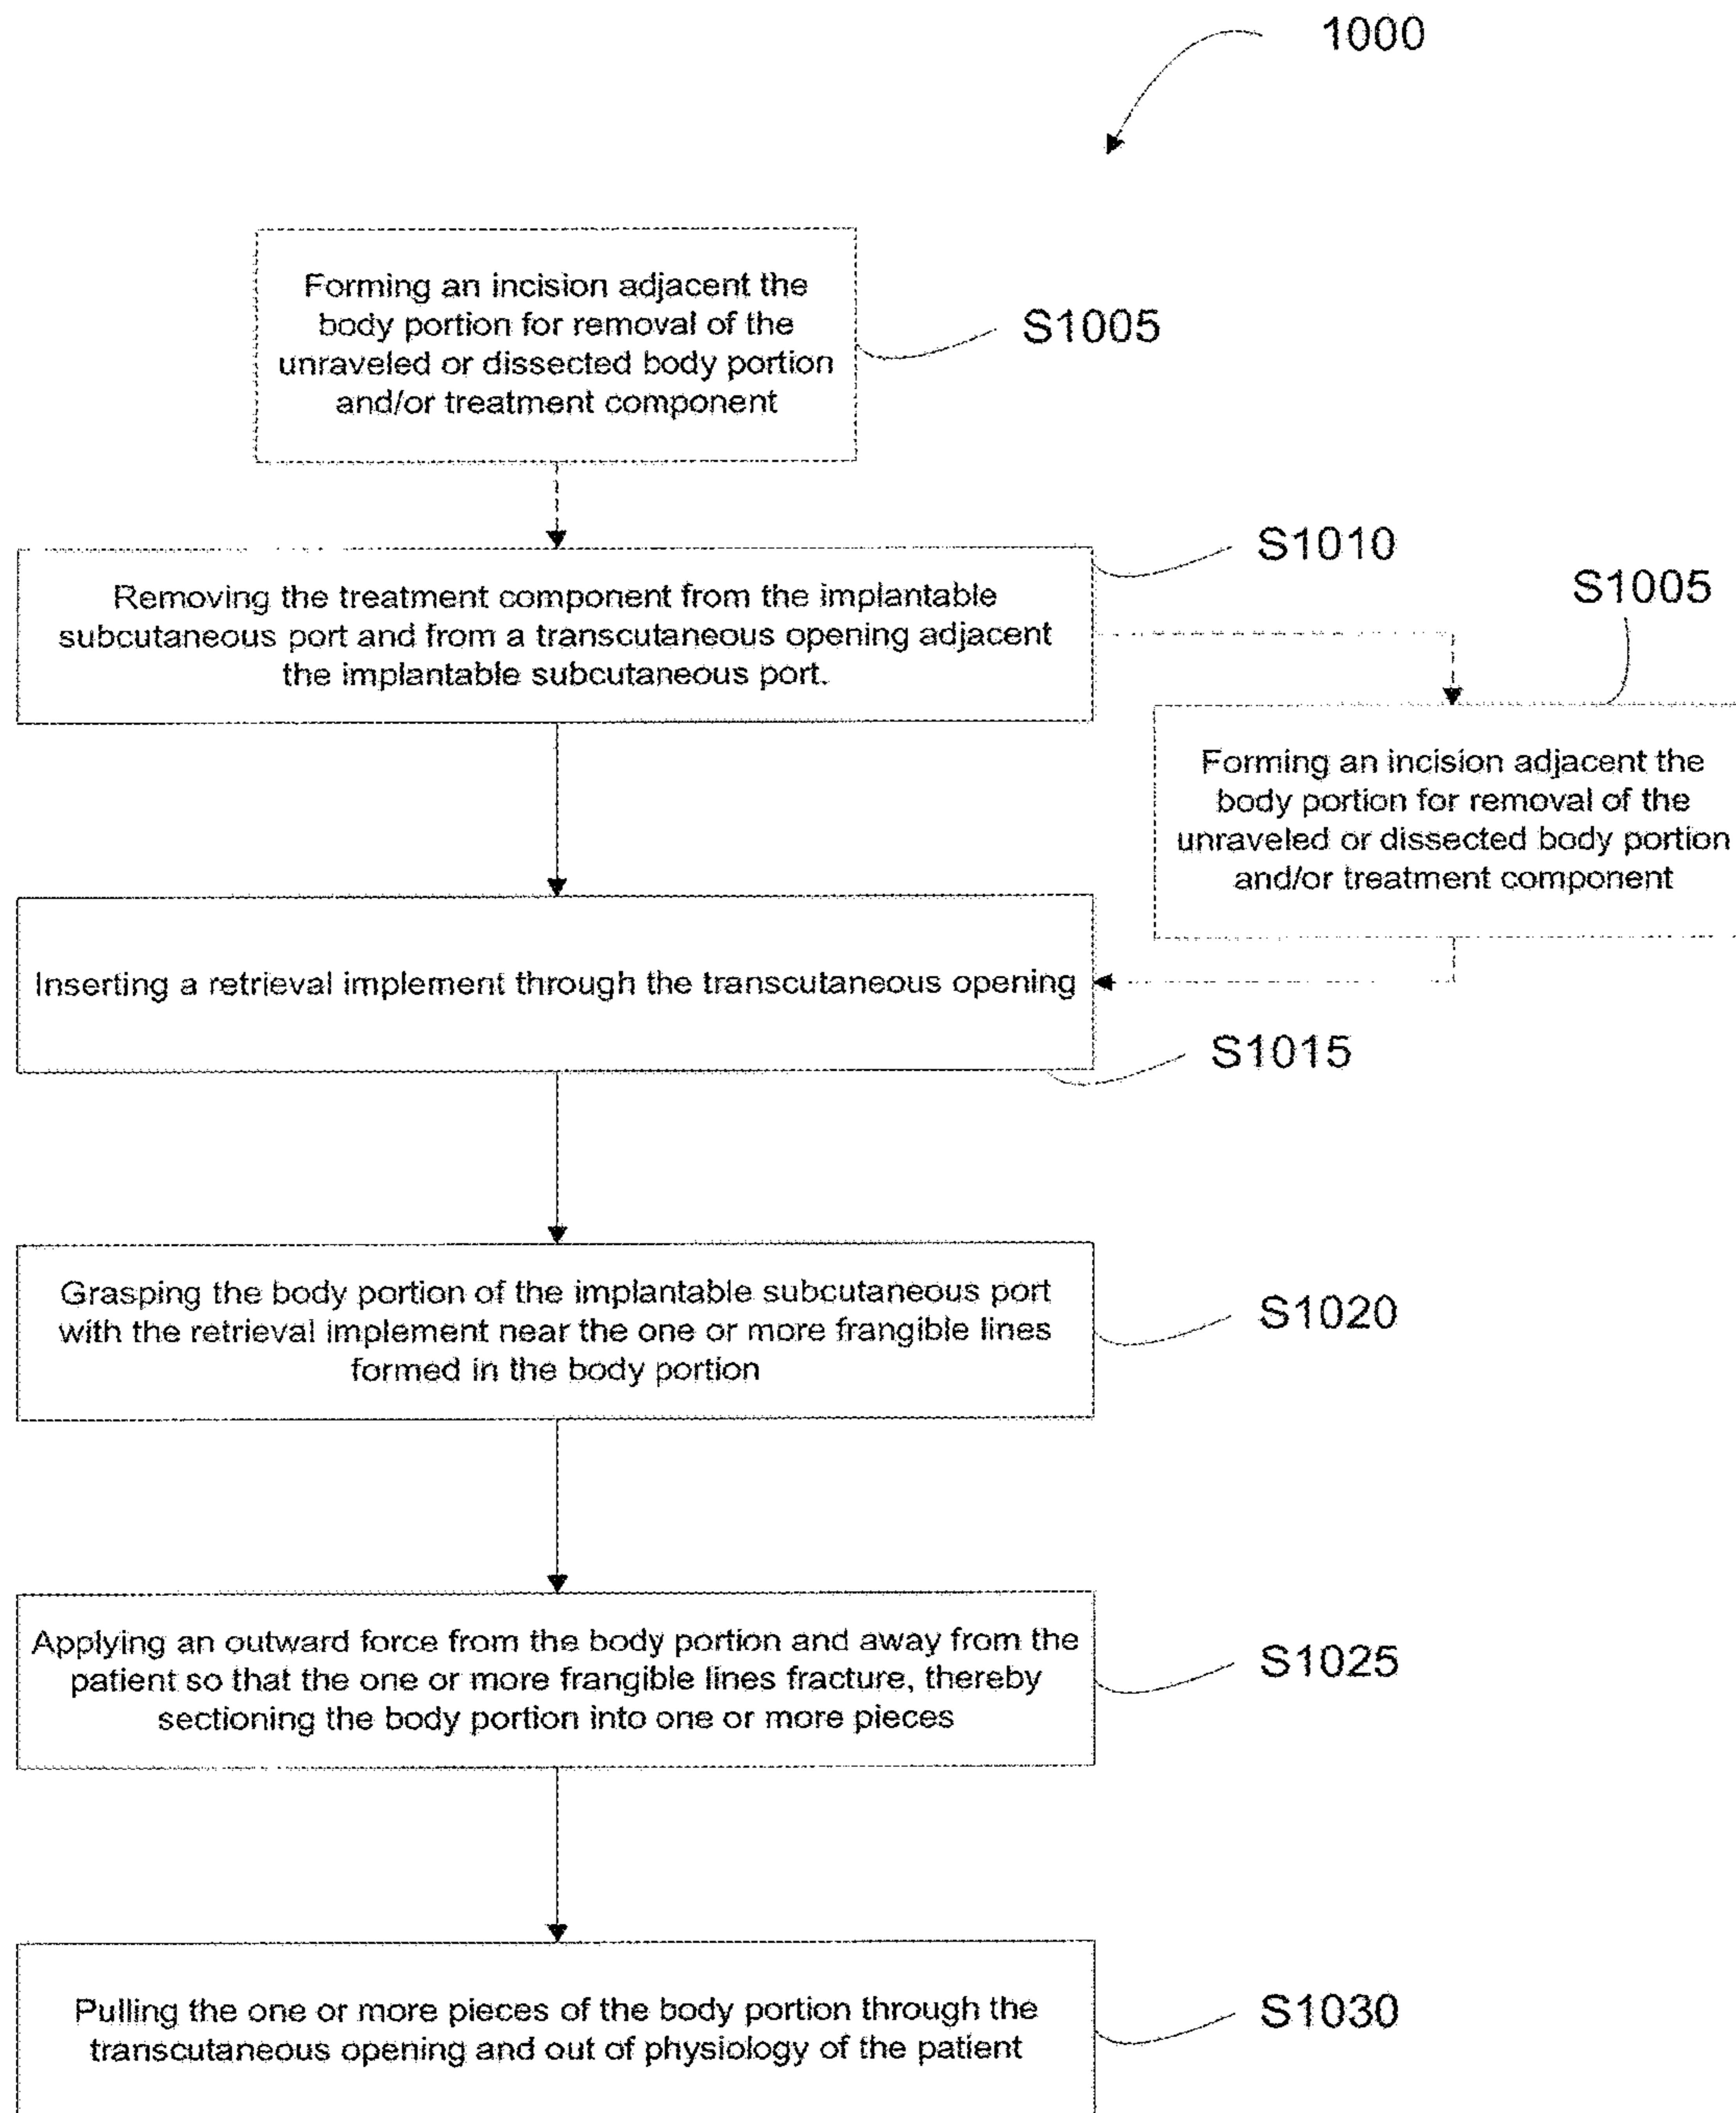 1000
Forming an incision adjacent the
body portion for removal of the
unraveled or dissected body portion
and/or treatment component
S1005
Removing the treatment component from the implantable
subcutaneous port and from a transcutaneous opening adjacent
the implantable subcutaneous port.
S1010
S1005
Forming an incision adjacent the
body portion for removal of the
unraveled or dissected body portion
and/or treatment component
Inserting a retrieval implement through the transcutaneous opening
S1015
Grasping the body portion of the implantable subcutaneous port
with the retrieval implement near the one or more frangible lines
formed in the body portion
S1020
Applying an outward force from the body portion and away from the
patient so that the one or more frangible lines fracture, thereby
sectioning the body portion into one or more pieces
S1025
Pulling the one or more pieces of the body portion through the
transcutaneous opening and out of physiology of the patient
S1030